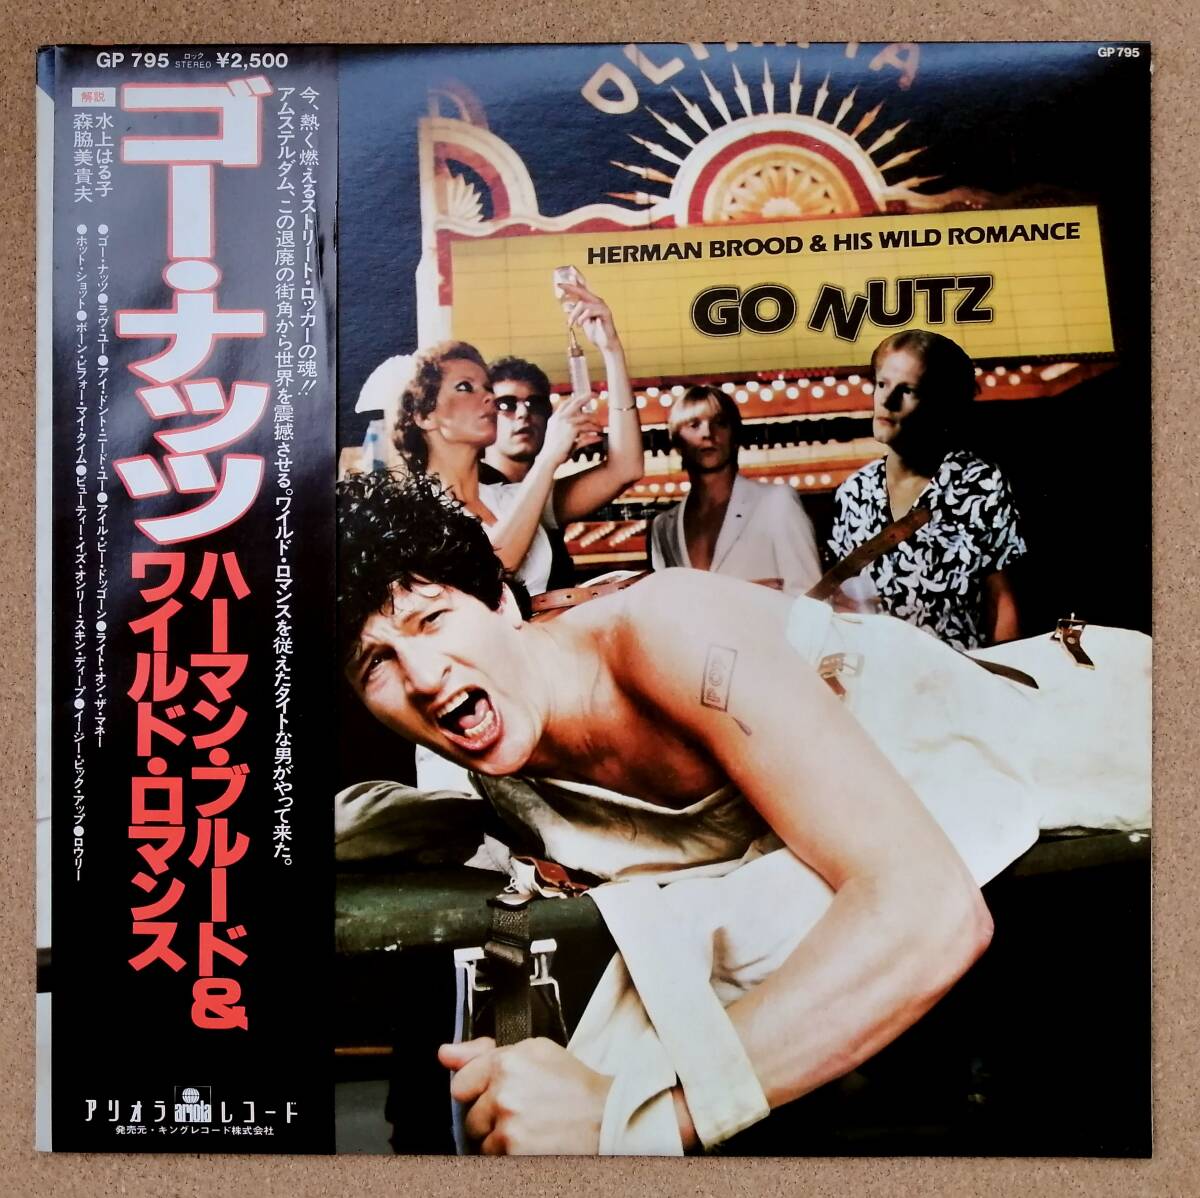 GP 795 ロック STEREO ¥2,500
今、熱く燃えるストリート・ロッカーの魂!!
アムステルダム、この退廃の街角から世界を震撼させる。ワイルド・ロマンスを従えたタイトな男がやって来た。
ゴー・ナッツ
ハーマン・ブルード&
ワイルド・ロマンス
解説
水上はる子
森脇美貴夫
●ゴー・ナッツ●ラヴ・ユー●アイ・ドント・ニード・ユー●アイル・ビー・ドッゴーン●ライト・オン・ザ・マネー
●ホット・ショット●ボーン・ビフォー・マイ・タイム●ビューティー・イズ・オンリー・スキン・ディープ●イージー・ピック・アップ●ロウリー
アリオラ ariola レコード
発売元・キングレコード株式会社
GP 795
OLYMPIA
HERMAN BROOD & HIS WILD ROMANCE
GO NUTZ